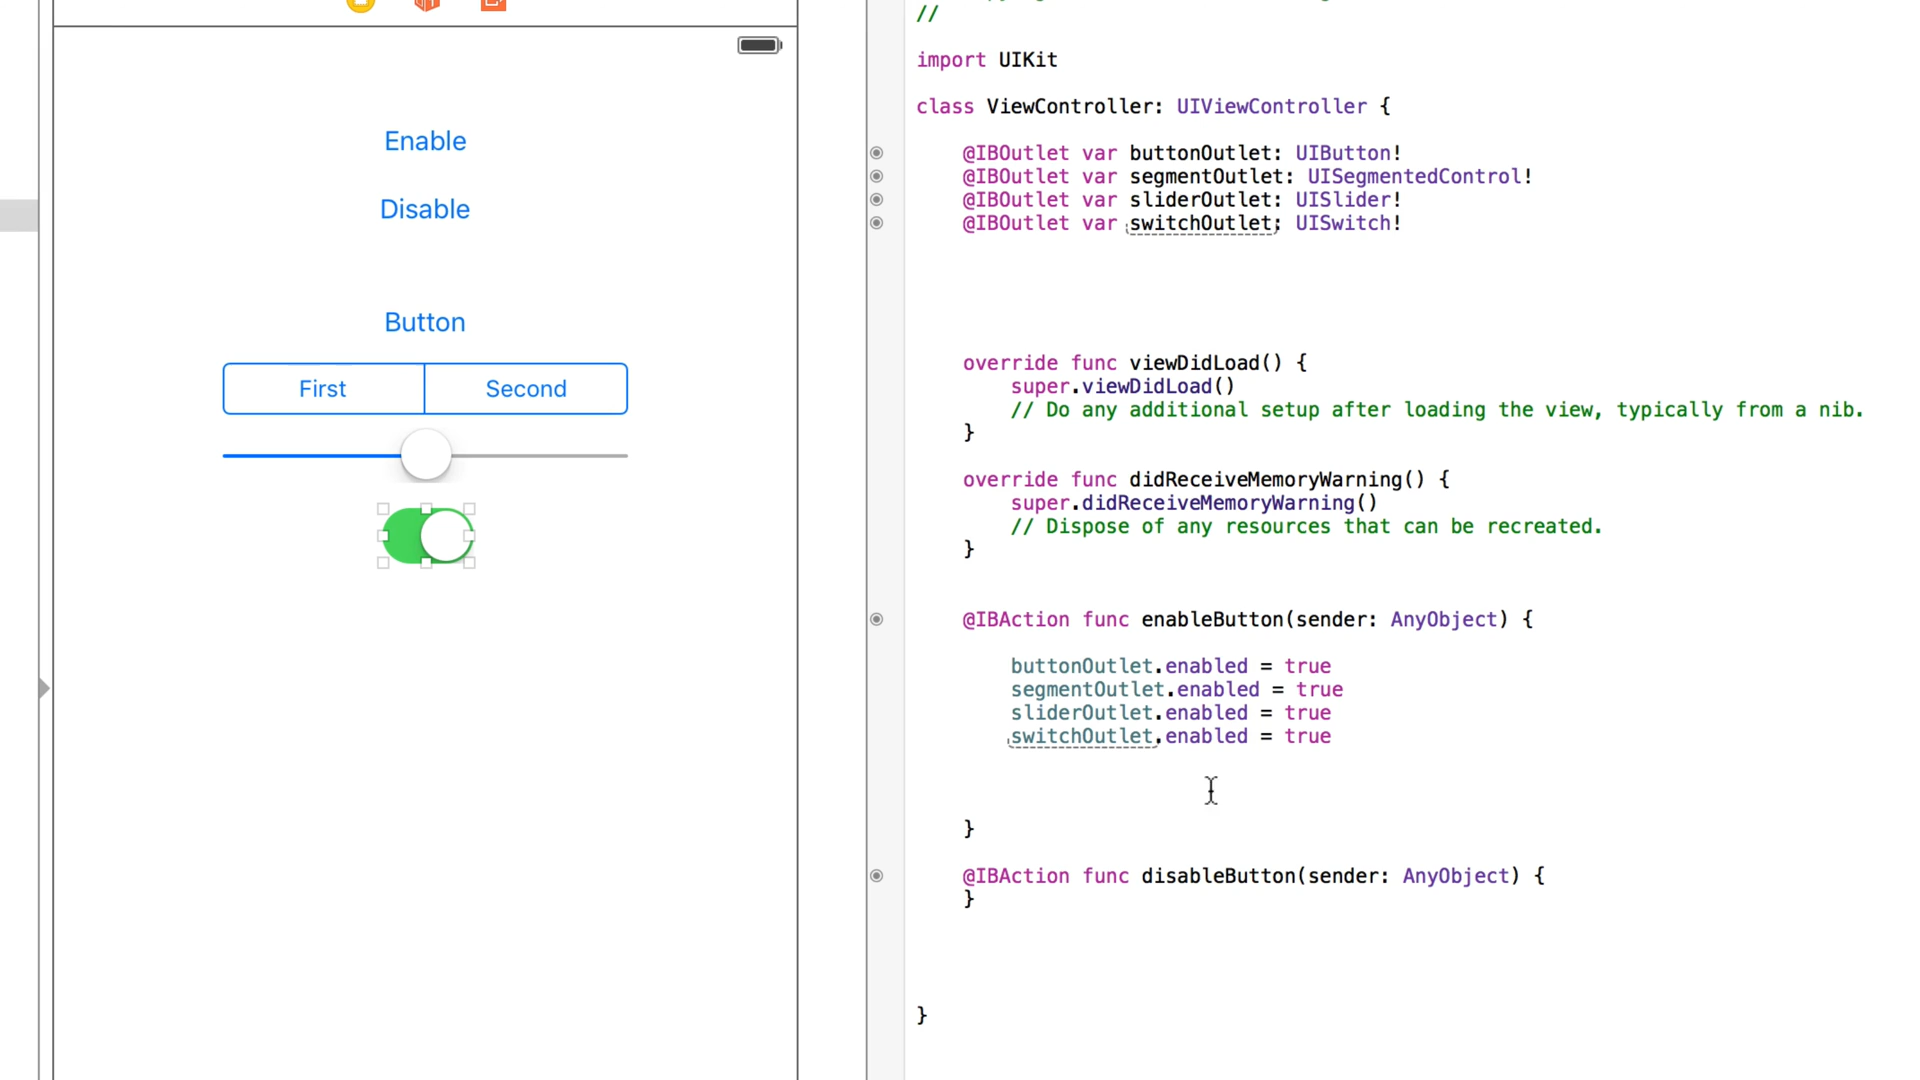 Enable
Disable
Button
First
Second
//
import UIKit
class ViewController: UIViewController {
@IBOutlet var buttonOutlet: UIButton!
@IBOutlet var segmentOutlet: UISegmentedControl!
@IBOutlet var sliderOutlet: UISlider!
@IBOutlet var switchOutlet: UISwitch!
override func viewDidLoad() {
super.viewDidLoad()
// Do any additional setup after loading the view, typically from a nib.
}
override func didReceiveMemoryWarning() {
super.didReceiveMemoryWarning()
// Dispose of any resources that can be recreated.
}
@IBAction func enableButton(sender: AnyObject) {
buttonOutlet.enabled = true
segmentOutlet.enabled = true
sliderOutlet.enabled = true
switchOutlet.enabled = true
}
@IBAction func disableButton(sender: AnyObject) {
}
}